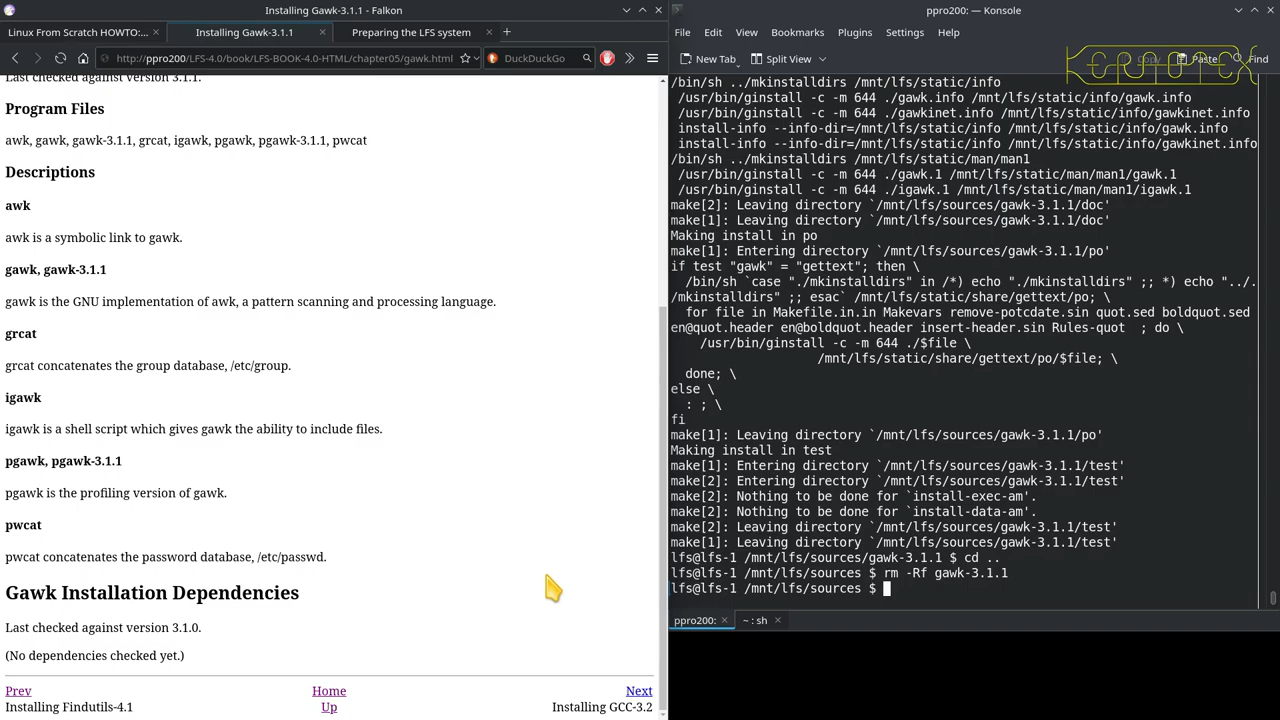 Installing Gawk-3.1.1 - Falkon
Linux From Scratch HOWTO:...
Installing Gawk-3.1.1
Preparing the LFS system
http://ppro200/LFS-4.0/book/LFS-BOOK-4.0-HTML/chapter05/gawk.html
DuckDuckGo
Last checked against version 3.1.1.
Program Files
awk, gawk, gawk-3.1.1, grcat, igawk, pgawk, pgawk-3.1.1, pwcat
Descriptions
awk
awk is a symbolic link to gawk.
gawk, gawk-3.1.1
gawk is the GNU implementation of awk, a pattern scanning and processing language.
grcat
grcat concatenates the group database, /etc/group.
igawk
igawk is a shell script which gives gawk the ability to include files.
pgawk, pgawk-3.1.1
pgawk is the profiling version of gawk.
pwcat
pwcat concatenates the password database, /etc/passwd.
Gawk Installation Dependencies
Last checked against version 3.1.0.
(No dependencies checked yet.)
Prev Home Next
Installing Findutils-4.1 Up Installing GCC-3.2
ppro200: — Konsole
File Edit View Bookmarks Plugins Settings Help
New Tab Split View Copy Paste Find
/bin/sh ../mkinstalldirs /mnt/lfs/static/info
/usr/bin/ginstall -c -m 644 ./gawk.info /mnt/lfs/static/info/gawk.info
/usr/bin/ginstall -c -m 644 ./gawkinet.info /mnt/lfs/static/info/gawkinet.info
install-info --info-dir=/mnt/lfs/static/info /mnt/lfs/static/info/gawk.info
install-info --info-dir=/mnt/lfs/static/info /mnt/lfs/static/info/gawkinet.info
/bin/sh ../mkinstalldirs /mnt/lfs/static/man/man1
/usr/bin/ginstall -c -m 644 ./gawk.1 /mnt/lfs/static/man/man1/gawk.1
/usr/bin/ginstall -c -m 644 ./igawk.1 /mnt/lfs/static/man/man1/igawk.1
make[2]: Leaving directory `/mnt/lfs/sources/gawk-3.1.1/doc'
make[1]: Leaving directory `/mnt/lfs/sources/gawk-3.1.1/doc'
Making install in po
make[1]: Entering directory `/mnt/lfs/sources/gawk-3.1.1/po'
if test "gawk" = "gettext"; then \
/bin/sh `case "./mkinstalldirs" in /*) echo "./mkinstalldirs" ;; *) echo "../.
/mkinstalldirs" ;; esac` /mnt/lfs/static/share/gettext/po; \
for file in Makefile.in.in Makevars remove-potcdate.sin quot.sed boldquot.sed
en@quot.header en@boldquot.header insert-header.sin Rules-quot ; do \
/usr/bin/ginstall -c -m 644 ./$file \
/mnt/lfs/static/share/gettext/po/$file; \
done; \
else \
: ; \
fi
make[1]: Leaving directory `/mnt/lfs/sources/gawk-3.1.1/po'
Making install in test
make[1]: Entering directory `/mnt/lfs/sources/gawk-3.1.1/test'
make[2]: Entering directory `/mnt/lfs/sources/gawk-3.1.1/test'
make[2]: Nothing to be done for `install-exec-am'.
make[2]: Nothing to be done for `install-data-am'.
make[2]: Leaving directory `/mnt/lfs/sources/gawk-3.1.1/test'
make[1]: Leaving directory `/mnt/lfs/sources/gawk-3.1.1/test'
lfs@lfs-1 /mnt/lfs/sources/gawk-3.1.1 $ cd ..
lfs@lfs-1 /mnt/lfs/sources $ rm -Rf gawk-3.1.1
lfs@lfs-1 /mnt/lfs/sources $
ppro200: ~ : sh